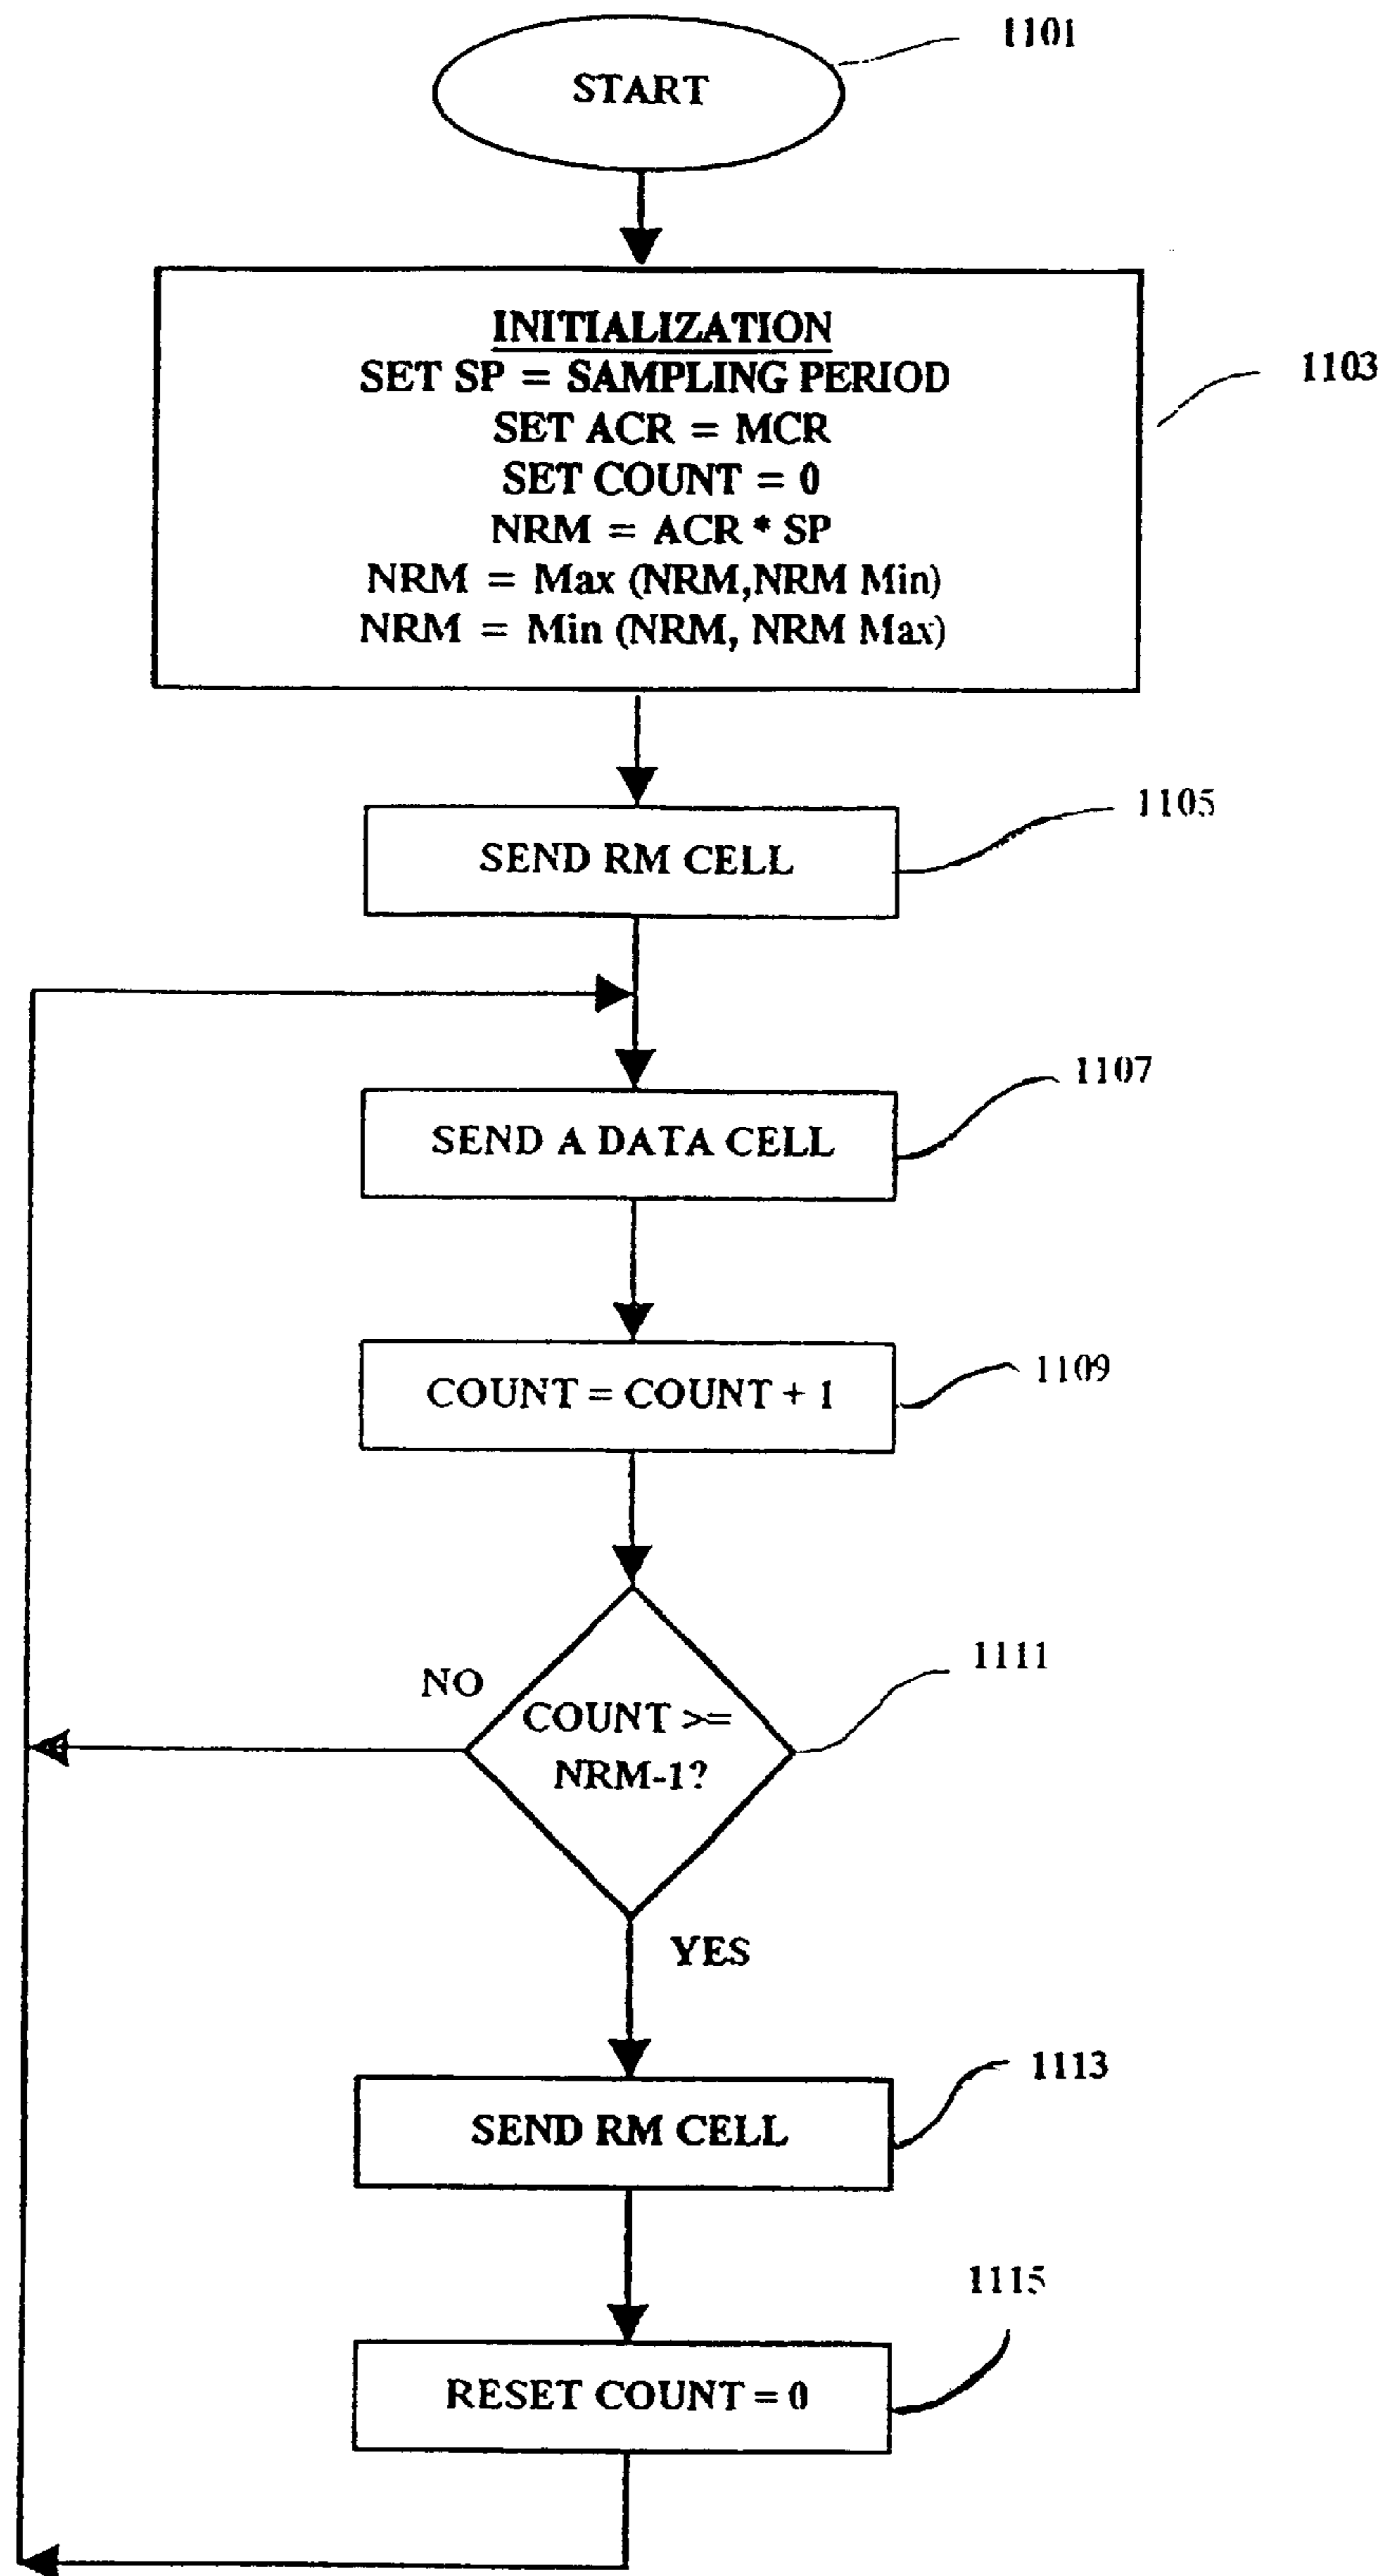 1101
START
INITIALIZATION
SET SP = SAMPLING PERIOD
1103
SET ACR = MCR
SET COUNT = 0
NRM = ACR * SP
NRM = Max (NRM,NRM Min)
NRM = Min (NRM, NRM Max)
1105
SEND RM CELL
1107
SEND A DATA CELL
1109
COUNT = COUNT + 1
1111
NO
COUNT >=
NRM-1?
YES
1113
SEND RM CELL
1115
RESET COUNT = 0